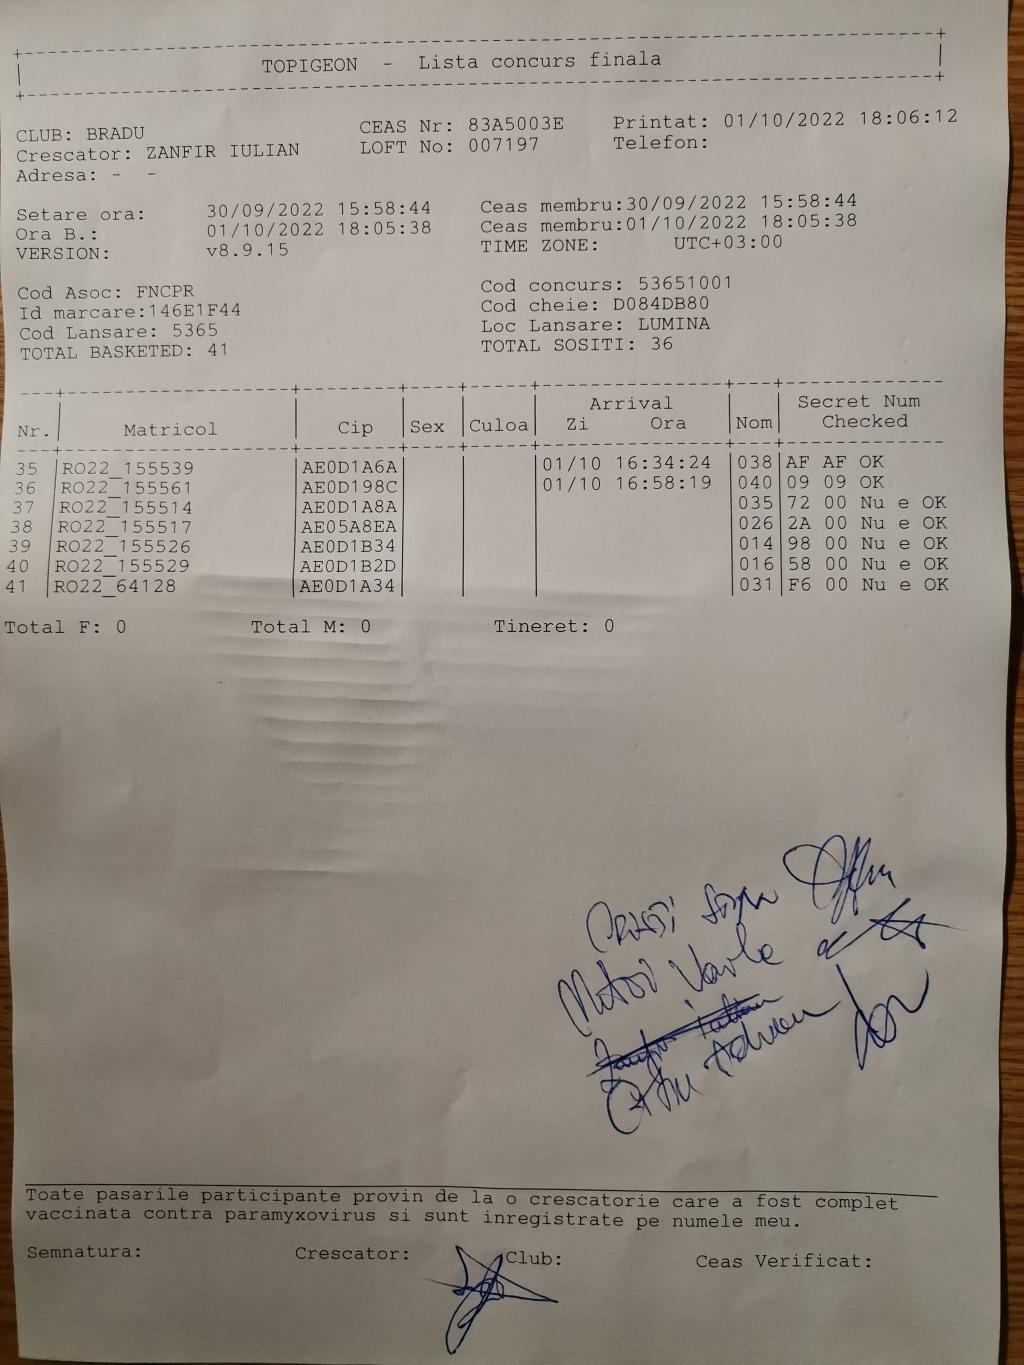 TOPIGEON - Lista concurs finala
CLUB: BRADU CEAS Nr: 83A5003E Printat: 01/10/2022 18:06:12
Crescator: ZANFIR IULIAN LOFT No: 007197 Telefon:
Adresa: - -
Setare ora: 30/09/2022 15:58:44 Ceas membru:30/09/2022 15:58:44
Ora B.: 01/10/2022 18:05:38 Ceas membru:01/10/2022 18:05:38
VERSION: v8.9.15 TIME ZONE: UTC+03:00
Cod Asoc: FNCPR Cod concurs: 53651001
Id marcare:146E1F44 Cod cheie: D084DB80
Cod Lansare: 5365 Loc Lansare: LUMINA
TOTAL BASKETED: 41 TOTAL SOSITI: 36
Arrival Secret Num
Nr. Matricol Cip Sex Culoa Zi Ora Nom Checked
35 RO22_155539 AE0D1A6A 01/10 16:34:24 038 AF AF OK
36 RO22_155561 AE0D198C 01/10 16:58:19 040 09 09 OK
37 RO22_155514 AE0D1A8A 035 72 00 Nu e OK
38 RO22_155517 AE05A8EA 026 2A 00 Nu e OK
39 RO22_155526 AE0D1B34 014 98 00 Nu e OK
40 RO22_155529 AE0D1B2D 016 58 00 Nu e OK
41 RO22_64128 AE0D1A34 031 F6 00 Nu e OK
Total F: 0 Total M: 0 Tineret: 0
Adrian
Toate pasarile participante provin de la o crescatorie care a fost complet
vaccinata contra paramyxovirus si sunt inregistrate pe numele meu.
Semnatura: Crescator: Club: Ceas Verificat: